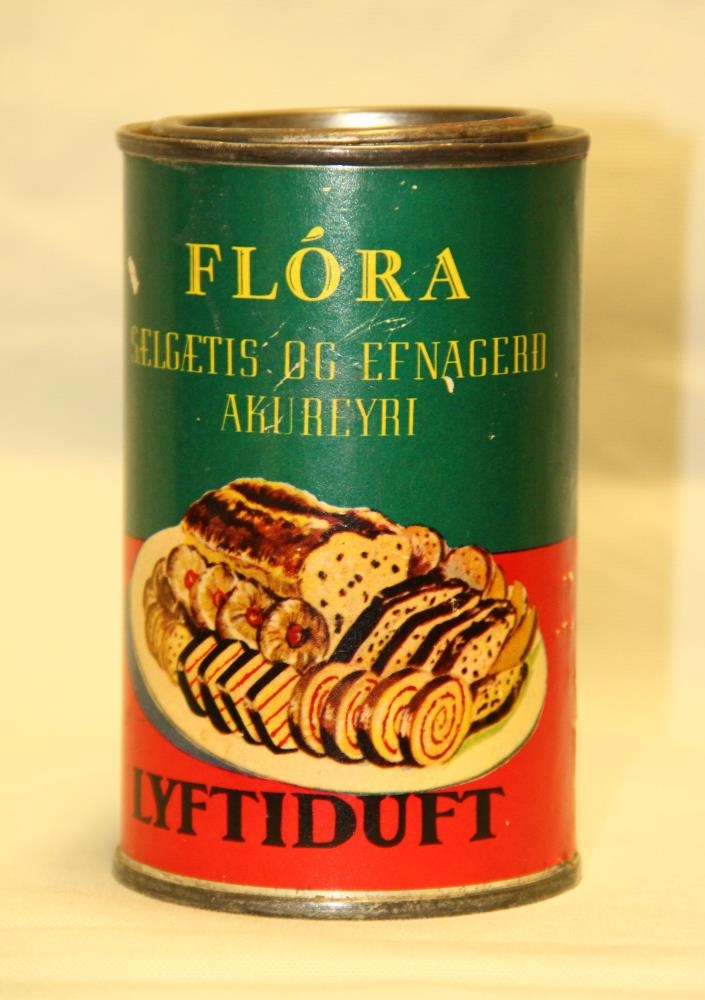 FLÓRA
SÆLGÆTIS OG EFNAGERÐ
AKUREYRI
LYFTIDUFT